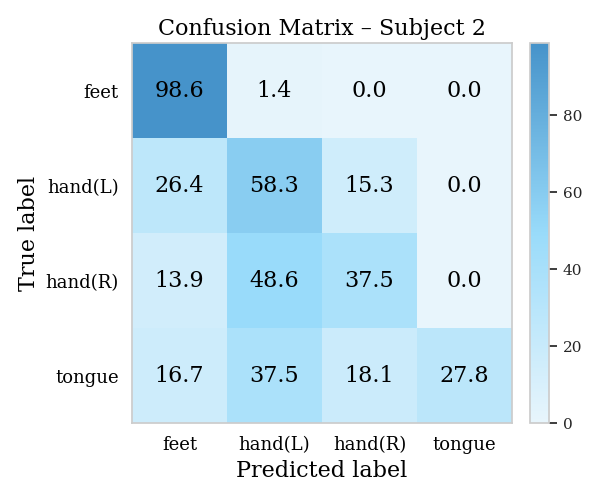 Confusion Matrix – Subject 2
feet 98.6 1.4 0.0 0.0
hand(L) 26.4 58.3 15.3 0.0
hand(R) 13.9 48.6 37.5 0.0
tongue 16.7 37.5 18.1 27.8
feet hand(L) hand(R) tongue
Predicted label
True label
80
60
40
20
0